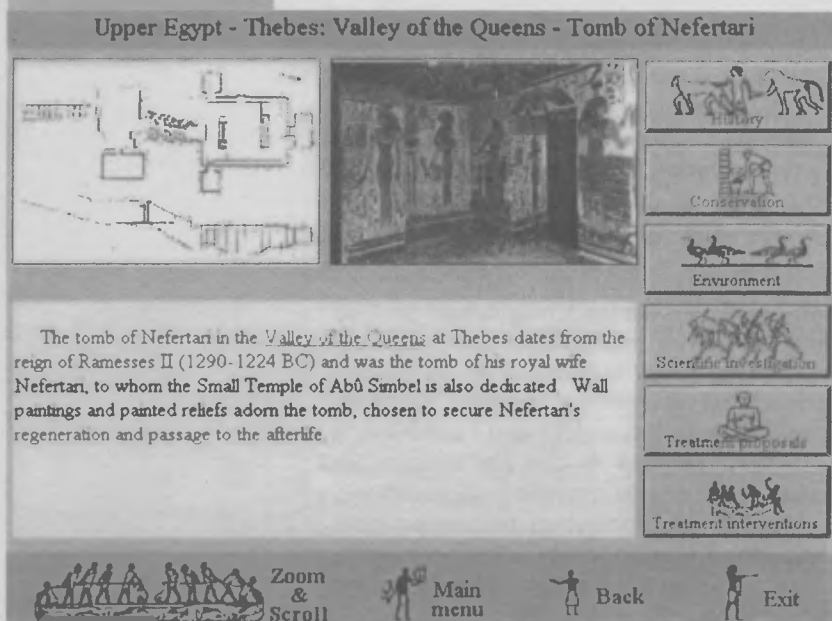 Upper Egypt - Thebes: Valley of the Queens - Tomb of Nefertari
History
Conservation
Environment
Scientific investigation
Treatment proposals
Treatment interventions
The tomb of Nefertari in the Valley of the Queens at Thebes dates from the
reign of Ramesses II (1290-1224 BC) and was the tomb of his royal wife
Nefertari, to whom the Small Temple of Abû Simbel is also dedicated Wall
paintings and painted reliefs adorn the tomb, chosen to secure Nefertari's
regeneration and passage to the afterlife
Zoom
&
Scroll
Main
menu
Back
Exit